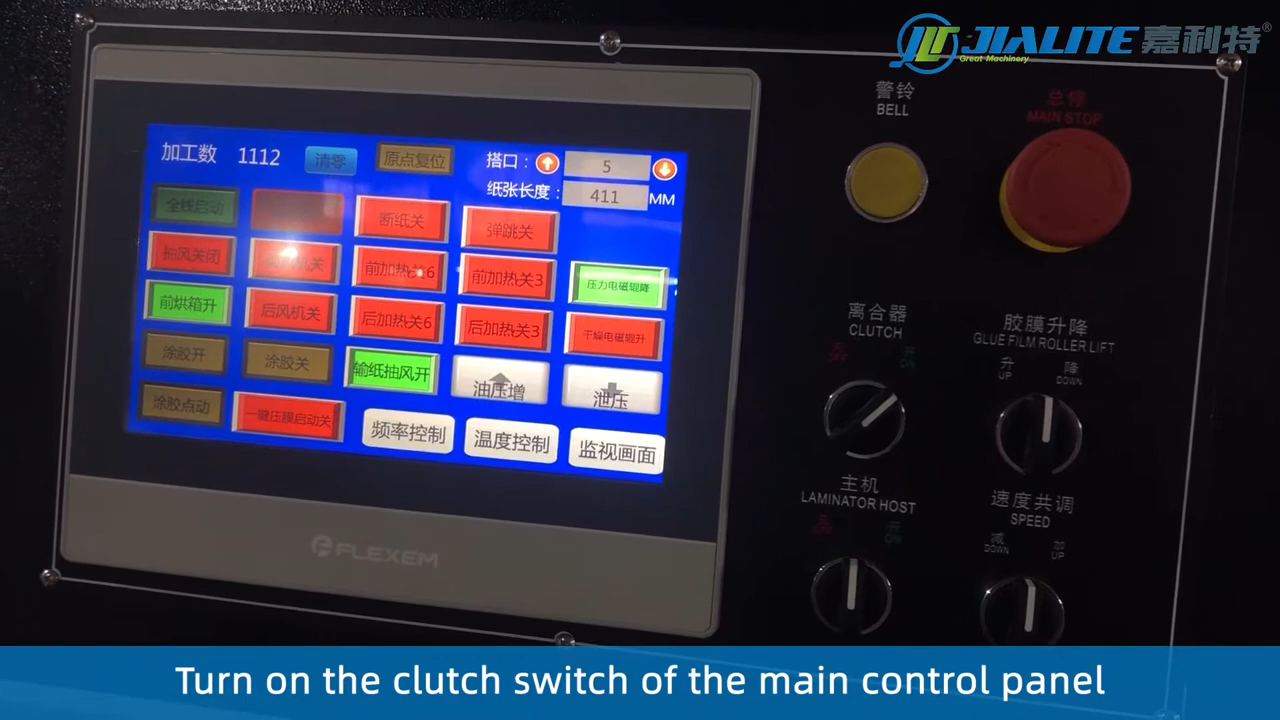 JIALITE 嘉利特®
Great Machinery
警铃
BELL
总停
MAIN STOP
加工数 1112 清零 原点复位 搭口： 5
纸张长度： 411 MM
全线启动 断纸关 弹跳关
抽风关闭 前加热关6 前加热关3 压力电磁辊降
前烘箱升 后风机关 后加热关6 后加热关3 干燥电磁辊升
涂胶开 涂胶关 输纸抽风开 油压增 泄压
涂胶点动 一键压膜启动关 频率控制 温度控制 监视画面
离合器
CLUTCH
胶膜升降
GLUE FILM ROLLER LIFT
升 降
UP DOWN
主机
LAMINATOR HOST
开
ON
速度共调
SPEED
减 加
DOWN UP
FLEXEM
Turn on the clutch switch of the main control panel